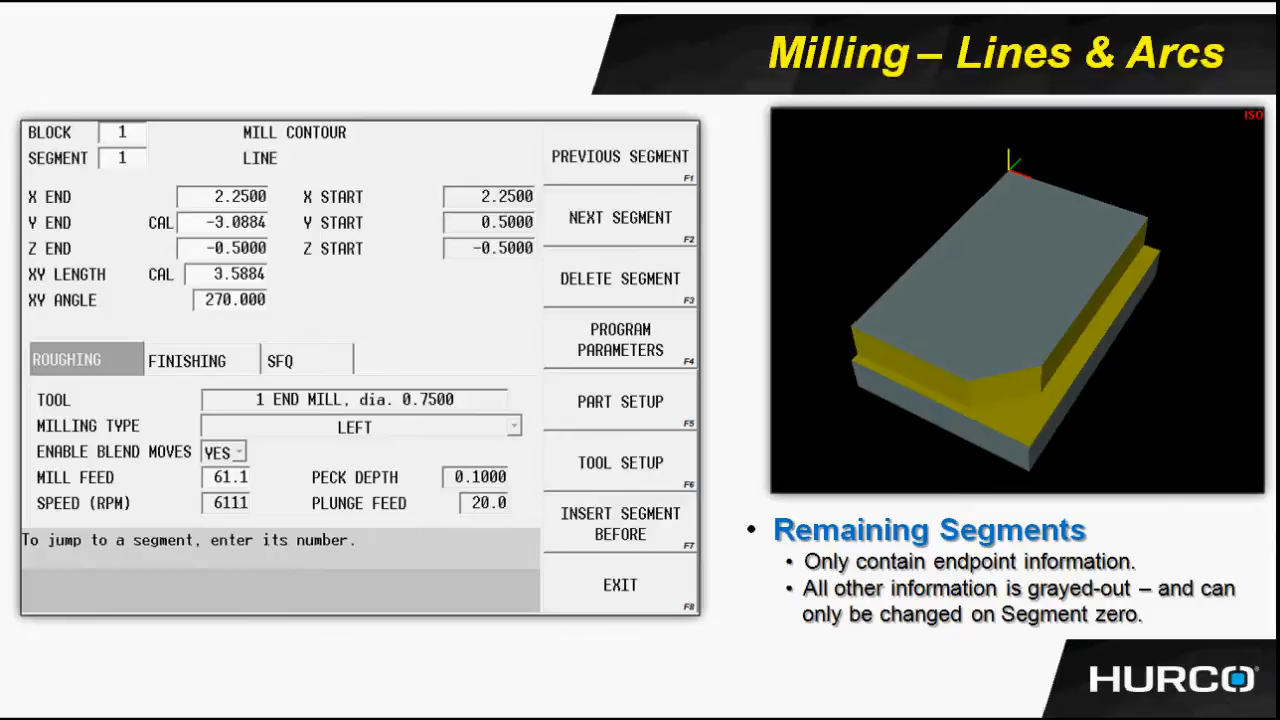 Milling – Lines & Arcs
BLOCK 1 MILL CONTOUR
SEGMENT 1 LINE
X END 2.2500 X START 2.2500
Y END CAL -3.0884 Y START 0.5000
Z END -0.5000 Z START -0.5000
XY LENGTH CAL 3.5884
XY ANGLE 270.000
ROUGHING FINISHING SFQ
TOOL 1 END MILL, dia. 0.7500
MILLING TYPE LEFT
ENABLE BLEND MOVES YES
MILL FEED 61.1 PECK DEPTH 0.1000
SPEED (RPM) 6111 PLUNGE FEED 20.0
To jump to a segment, enter its number.
PREVIOUS SEGMENT
F1
NEXT SEGMENT
F2
DELETE SEGMENT
F3
PROGRAM
PARAMETERS
F4
PART SETUP
F5
TOOL SETUP
F6
INSERT SEGMENT
BEFORE
F7
EXIT
F8
ISO
• Remaining Segments
• Only contain endpoint information.
• All other information is grayed-out – and can
only be changed on Segment zero.
HURCO